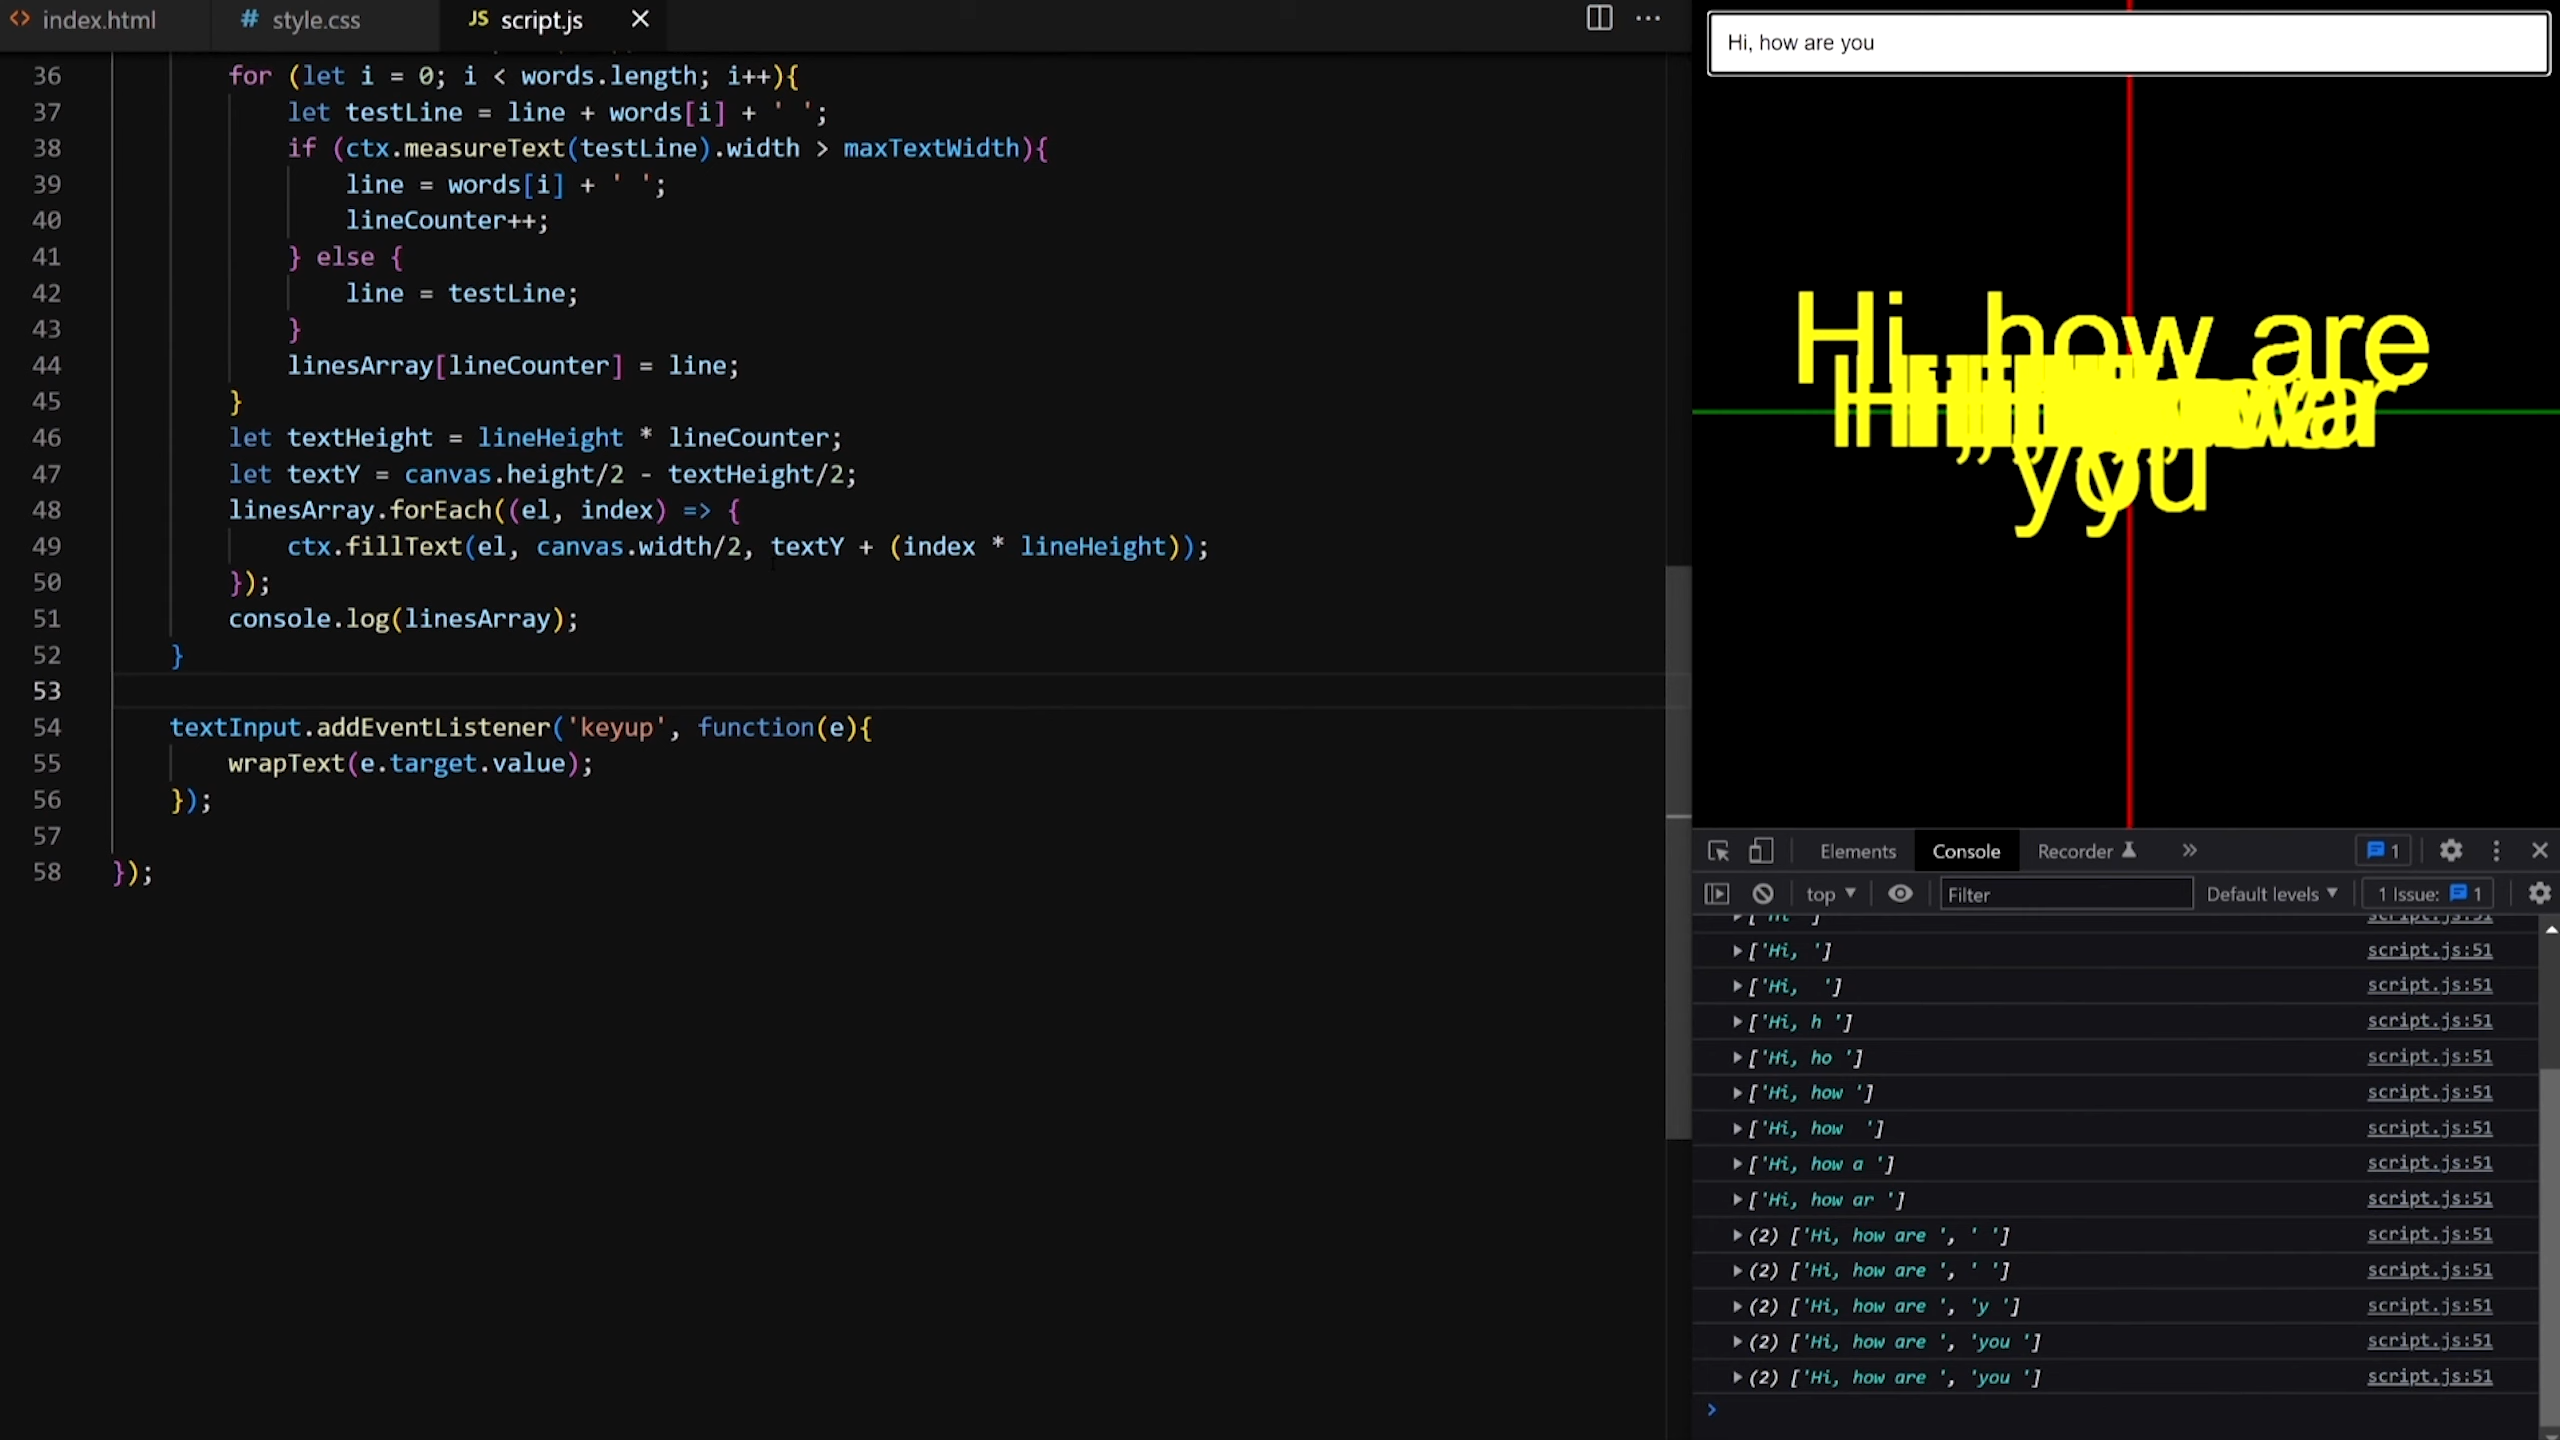 index.html
# style.css
JS script.js
36 for (let i = 0; i < words.length; i++){
37 let testLine = line + words[i] + ' ';
38 if (ctx.measureText(testLine).width > maxTextWidth){
39 line = words[i] + ' ';
40 lineCounter++;
41 } else {
42 line = testLine;
43 }
44 linesArray[lineCounter] = line;
45 }
46 let textHeight = lineHeight * lineCounter;
47 let textY = canvas.height/2 - textHeight/2;
48 linesArray.forEach((el, index) => {
49 ctx.fillText(el, canvas.width/2, textY + (index * lineHeight));
50 });
51 console.log(linesArray);
52 }
53
54 textInput.addEventListener('keyup', function(e){
55 wrapText(e.target.value);
56 });
57
58 });
Hi, how are you
Hi, how are
you
Elements Console Recorder 1
top Filter Default levels 1 Issue: 1
script.js:51
['Hi, '] script.js:51
['Hi,  '] script.js:51
['Hi, h '] script.js:51
['Hi, ho '] script.js:51
['Hi, how '] script.js:51
['Hi, how  '] script.js:51
['Hi, how a '] script.js:51
['Hi, how ar '] script.js:51
(2) ['Hi, how are ', ' '] script.js:51
(2) ['Hi, how are ', ' '] script.js:51
(2) ['Hi, how are ', 'y '] script.js:51
(2) ['Hi, how are ', 'you '] script.js:51
(2) ['Hi, how are ', 'you '] script.js:51